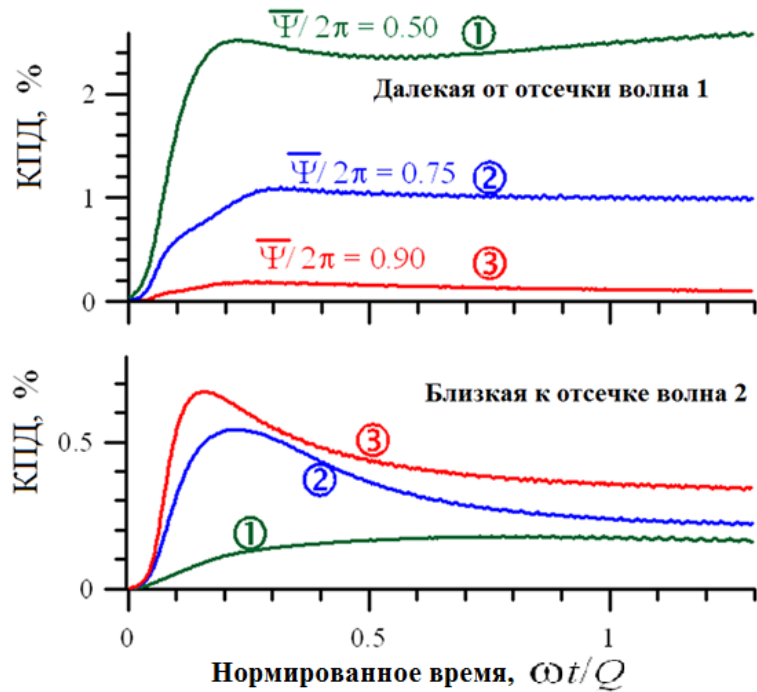 Ψ/2π = 0.50 ①
КПД, %
2
Далекая от отсечки волна 1
Ψ/2π = 0.75 ②
1
Ψ/2π = 0.90 ③
0
КПД, %
Близкая к отсечке волна 2
0.5
③
②
①
0
0
0.5
1
Нормированное время, ωt/Q